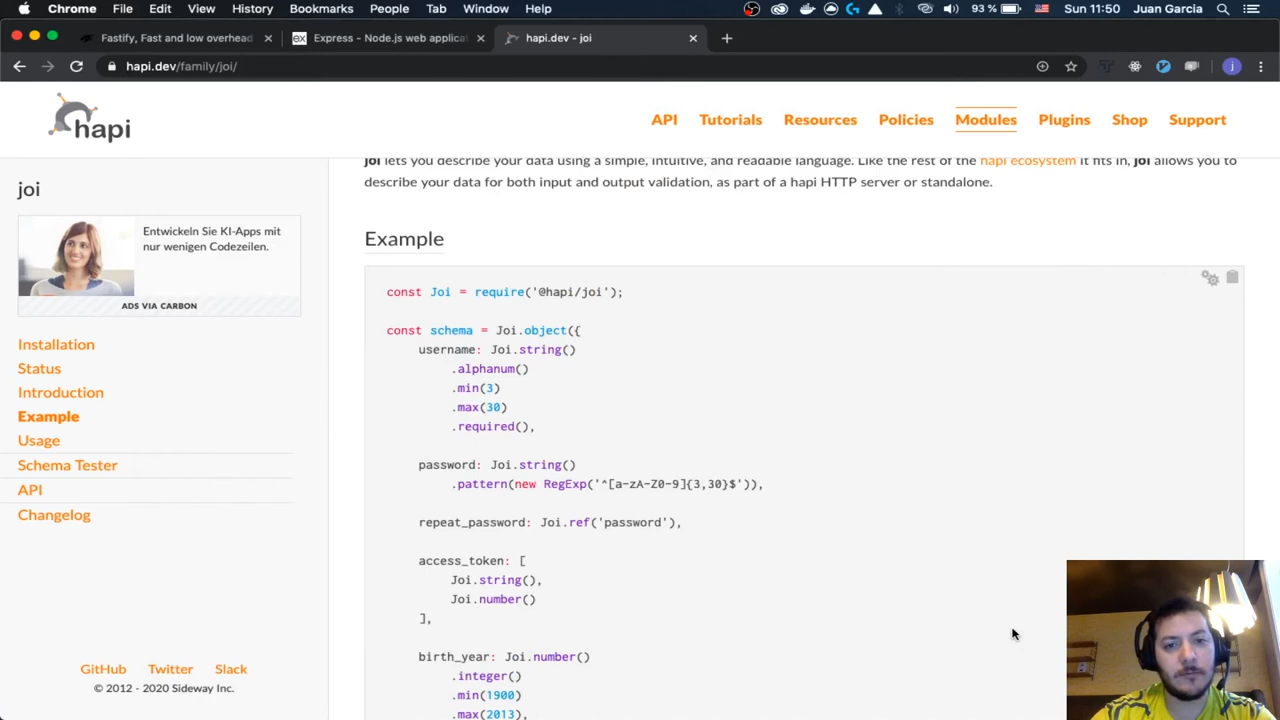 Chrome File Edit View History Bookmarks People Tab Window Help 93 % Sun 11:50 Juan Garcia
Fastify, Fast and low overhead
ex Express - Node.js web applica
hapi.dev - joi
hapi.dev/family/joi/
j
hapi
API Tutorials Resources Policies Modules Plugins Shop Support
joi
Entwickeln Sie KI-Apps mit
nur wenigen Codezeilen.
ADS VIA CARBON
Installation
Status
Introduction
Example
Usage
Schema Tester
API
Changelog
GitHub Twitter Slack
© 2012 - 2020 Sideway Inc.
joi lets you describe your data using a simple, intuitive, and readable language. Like the rest of the hapi ecosystem it fits in, joi allows you to
describe your data for both input and output validation, as part of a hapi HTTP server or standalone.
Example
const Joi = require('@hapi/joi');
const schema = Joi.object({
username: Joi.string()
.alphanum()
.min(3)
.max(30)
.required(),
password: Joi.string()
.pattern(new RegExp('^[a-zA-Z0-9]{3,30}$')),
repeat_password: Joi.ref('password'),
access_token: [
Joi.string(),
Joi.number()
],
birth_year: Joi.number()
.integer()
.min(1900)
.max(2013),